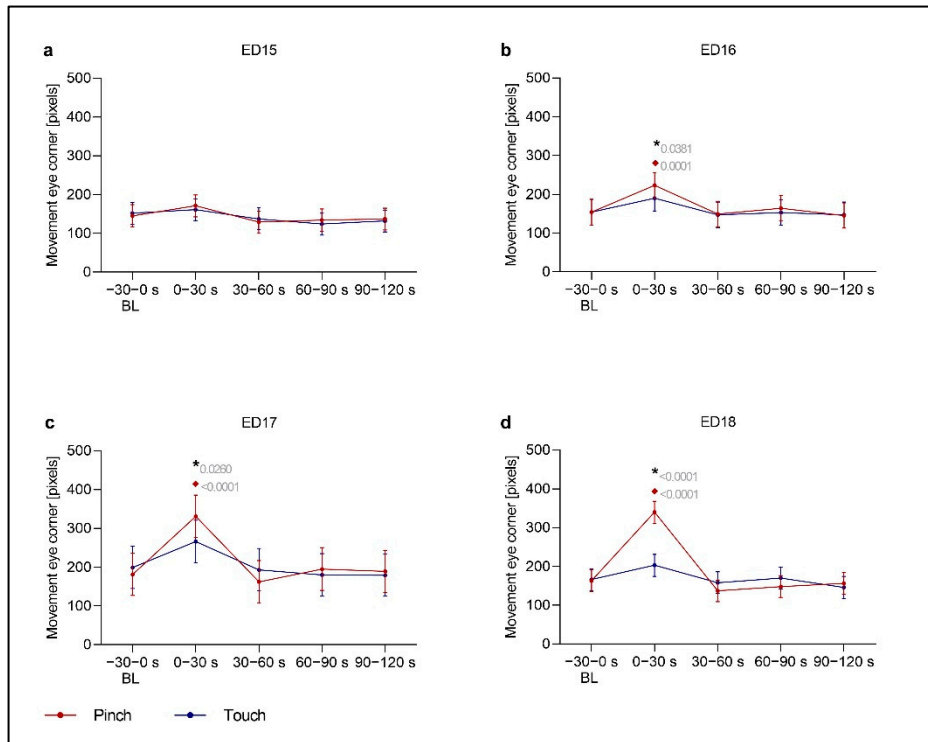 a ED15
Movement eye corner [pixels]
500
400
300
200
100
0
−30−0 s 0−30 s 30−60 s 60−90 s 90−120 s
BL
b ED16
Movement eye corner [pixels]
500
400
300
200
100
0
* 0.0381
0.0001
−30−0 s 0−30 s 30−60 s 60−90 s 90−120 s
BL
c ED17
Movement eye corner [pixels]
500
400
300
200
100
0
* 0.0260
<0.0001
−30−0 s 0−30 s 30−60 s 60−90 s 90−120 s
BL
d ED18
Movement eye corner [pixels]
500
400
300
200
100
0
* <0.0001
<0.0001
−30−0 s 0−30 s 30−60 s 60−90 s 90−120 s
BL
Pinch Touch